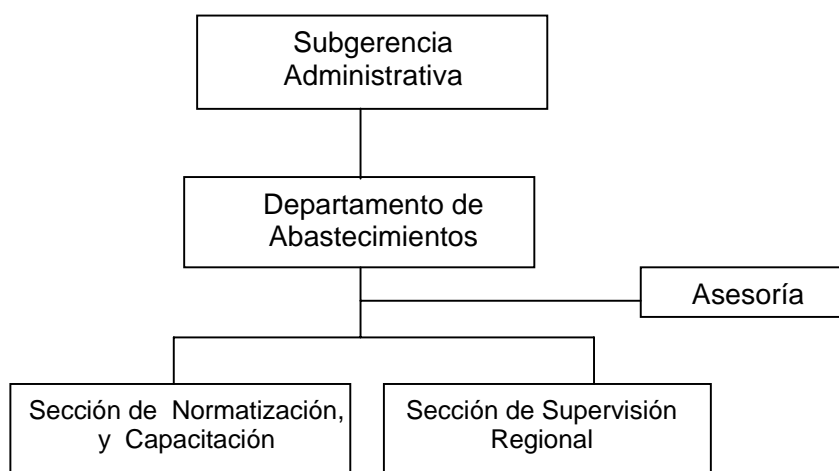 Subgerencia
Administrativa
Departamento de
Abastecimientos
Asesoría
Sección de Normatización,
y Capacitación
Sección de Supervisión
Regional